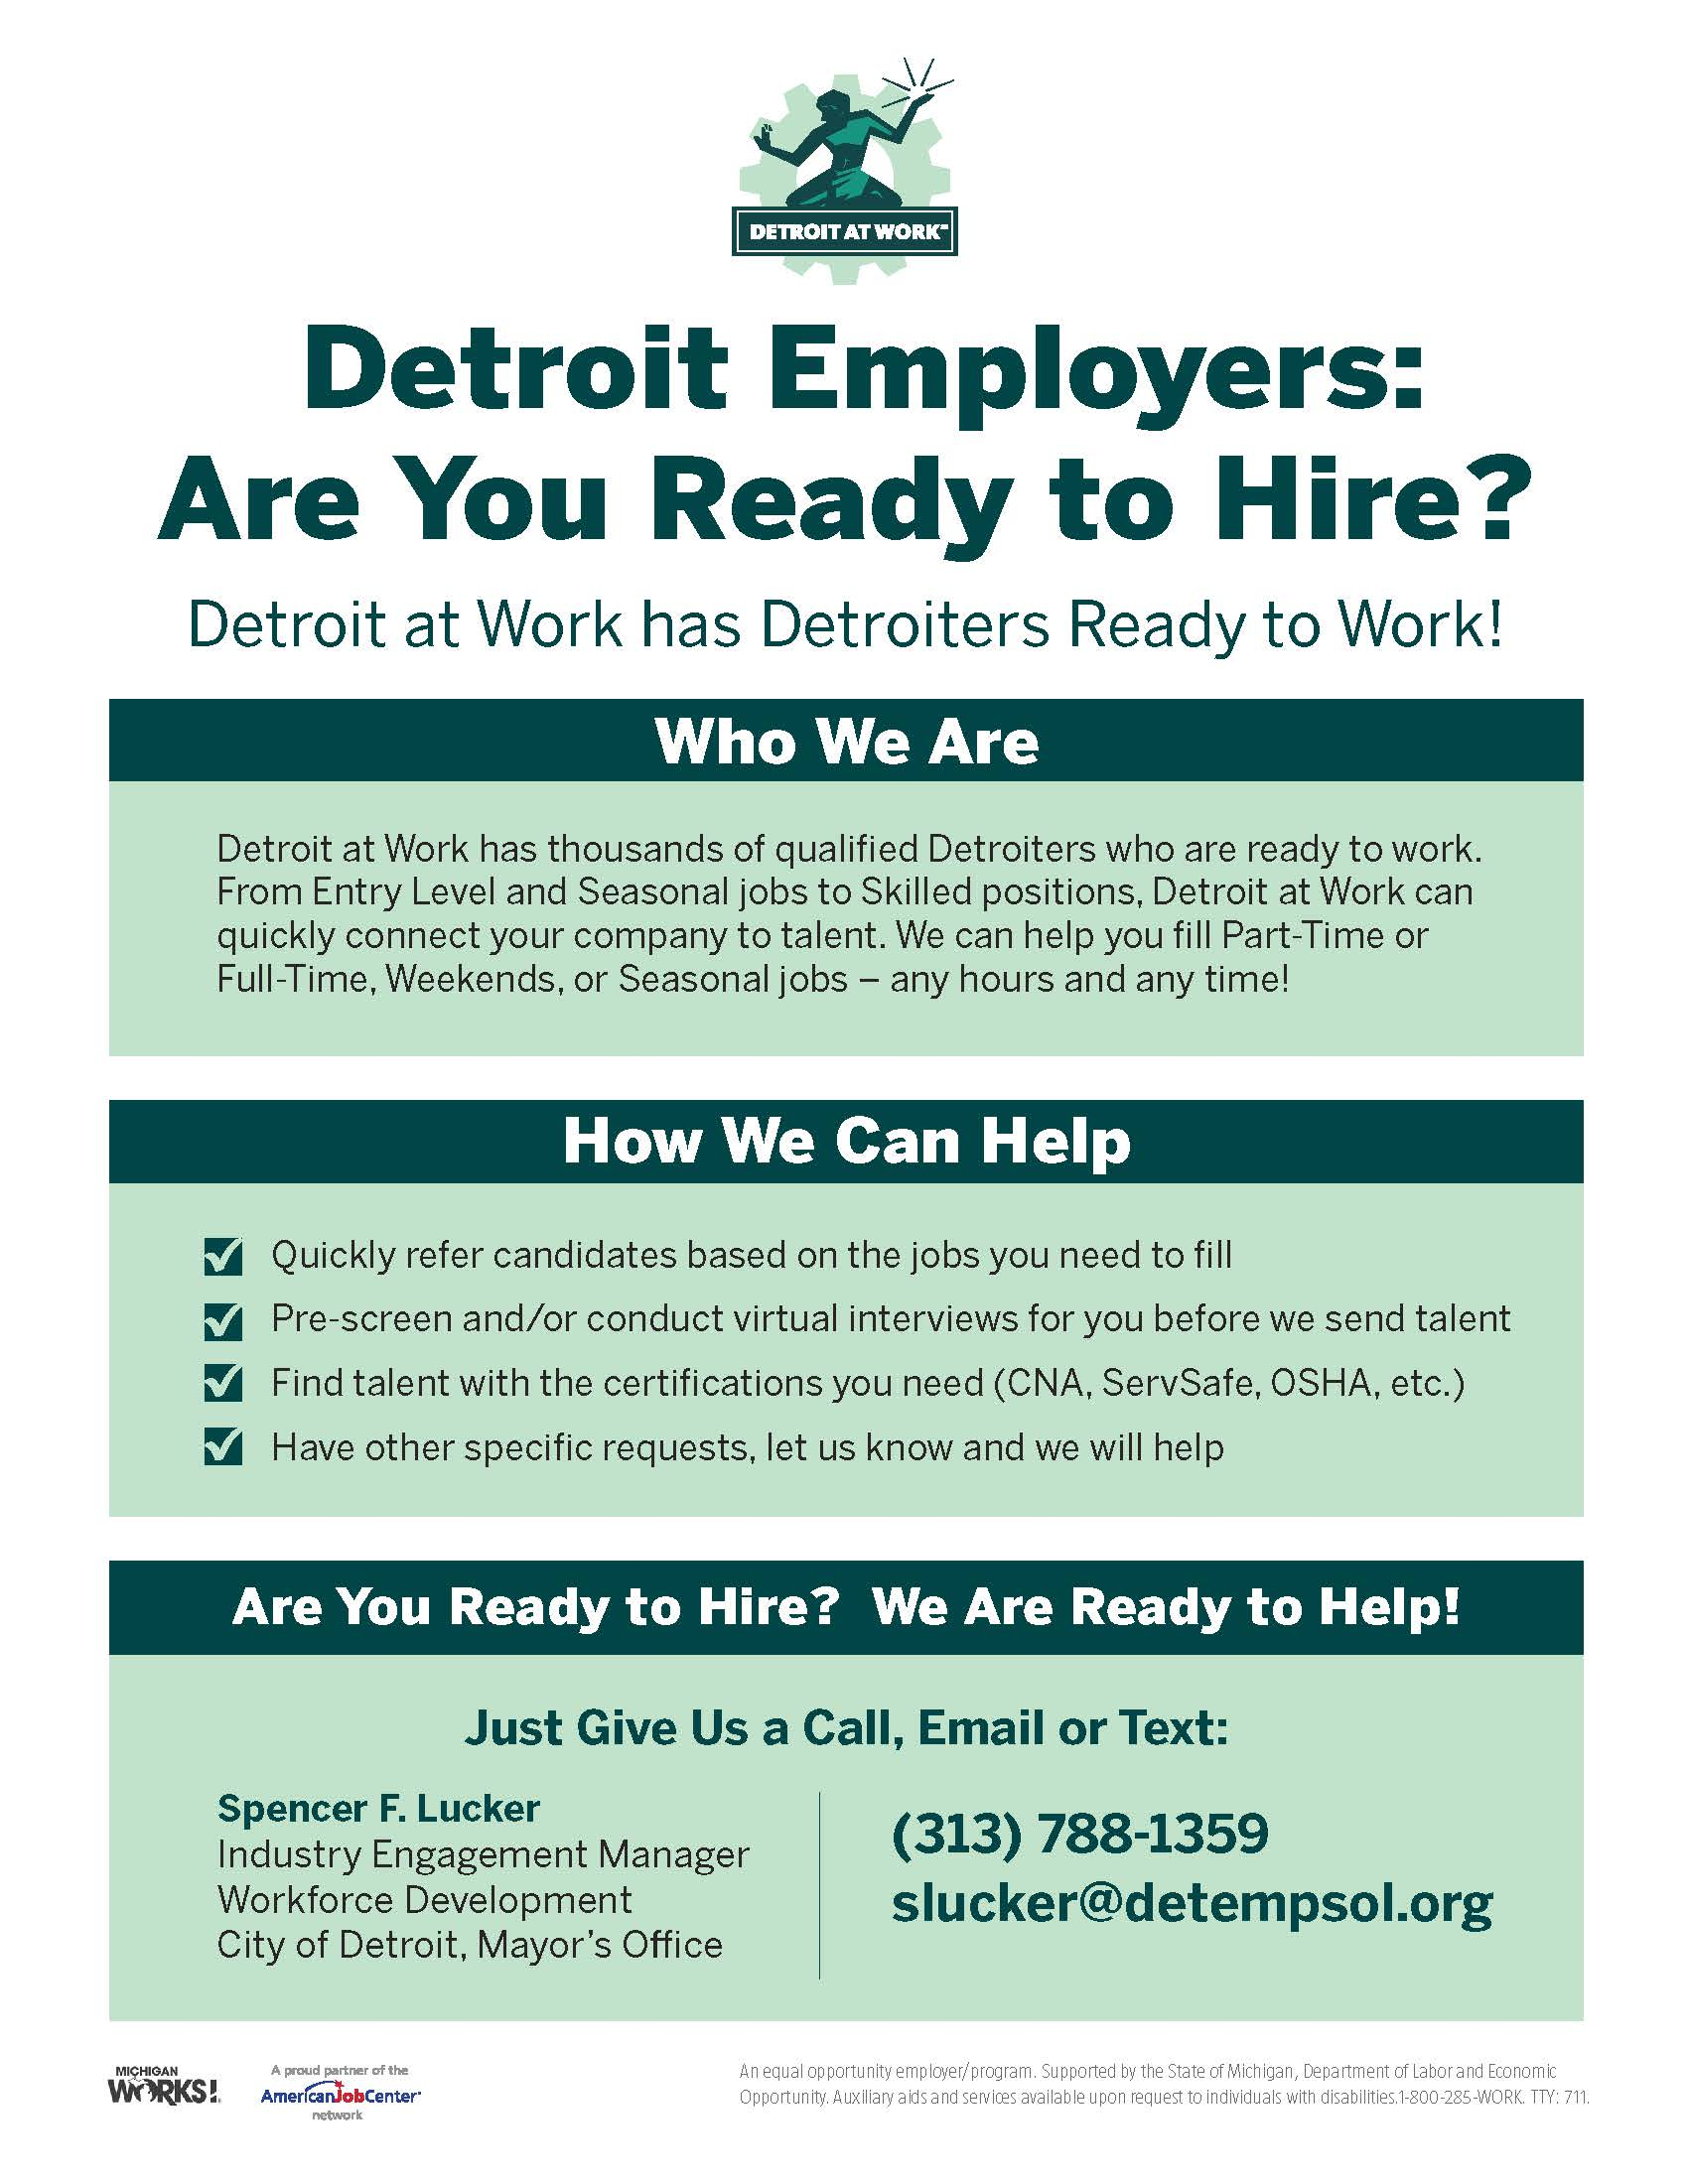 DETROIT AT WORK™
Detroit Employers:
Are You Ready to Hire?
Detroit at Work has Detroiters Ready to Work!
Who We Are
Detroit at Work has thousands of qualified Detroiters who are ready to work.
From Entry Level and Seasonal jobs to Skilled positions, Detroit at Work can
quickly connect your company to talent. We can help you fill Part-Time or
Full-Time, Weekends, or Seasonal jobs – any hours and any time!
How We Can Help
Quickly refer candidates based on the jobs you need to fill
Pre-screen and/or conduct virtual interviews for you before we send talent
Find talent with the certifications you need (CNA, ServSafe, OSHA, etc.)
Have other specific requests, let us know and we will help
Are You Ready to Hire? We Are Ready to Help!
Just Give Us a Call, Email or Text:
Spencer F. Lucker
Industry Engagement Manager
Workforce Development
City of Detroit, Mayor’s Office
(313) 788-1359
slucker@detempsol.org
MICHIGAN
WORKS!
A proud partner of the
AmericanJobCenter
network
An equal opportunity employer/program. Supported by the State of Michigan, Department of Labor and Economic
Opportunity. Auxiliary aids and services available upon request to individuals with disabilities.1-800-285-WORK. TTY: 711.